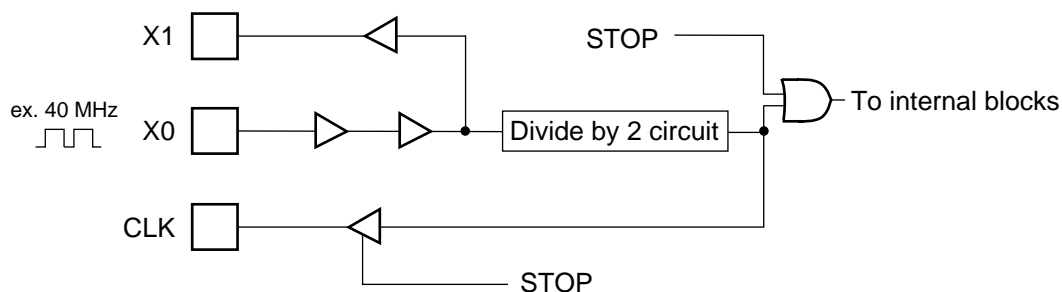 X1
STOP
To internal blocks
ex. 40 MHz
X0
Divide by 2 circuit
CLK
STOP